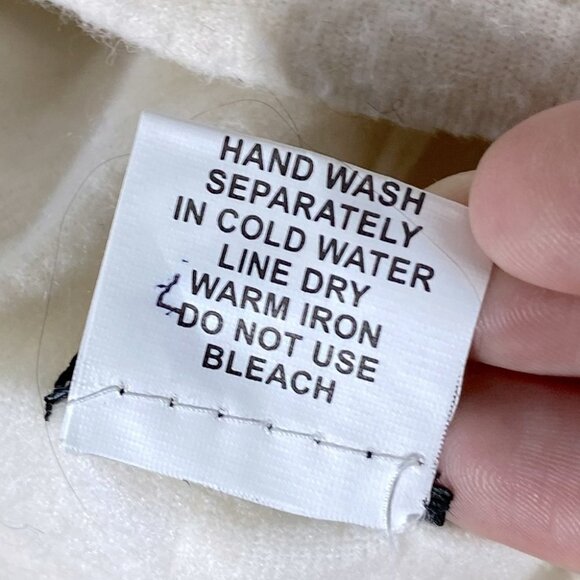 HAND WASH
SEPARATELY
IN COLD WATER
LINE DRY
WARM IRON
DO NOT USE
BLEACH